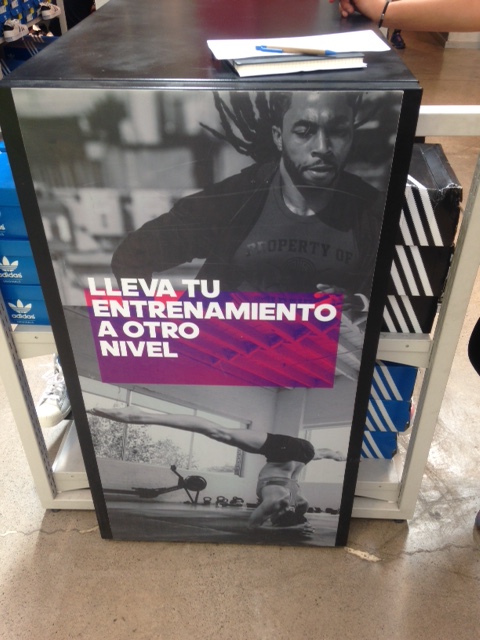 PROPERTY OF
LLEVA TU
ENTRENAMIENTO
A OTRO
NIVEL
adidas
adidas